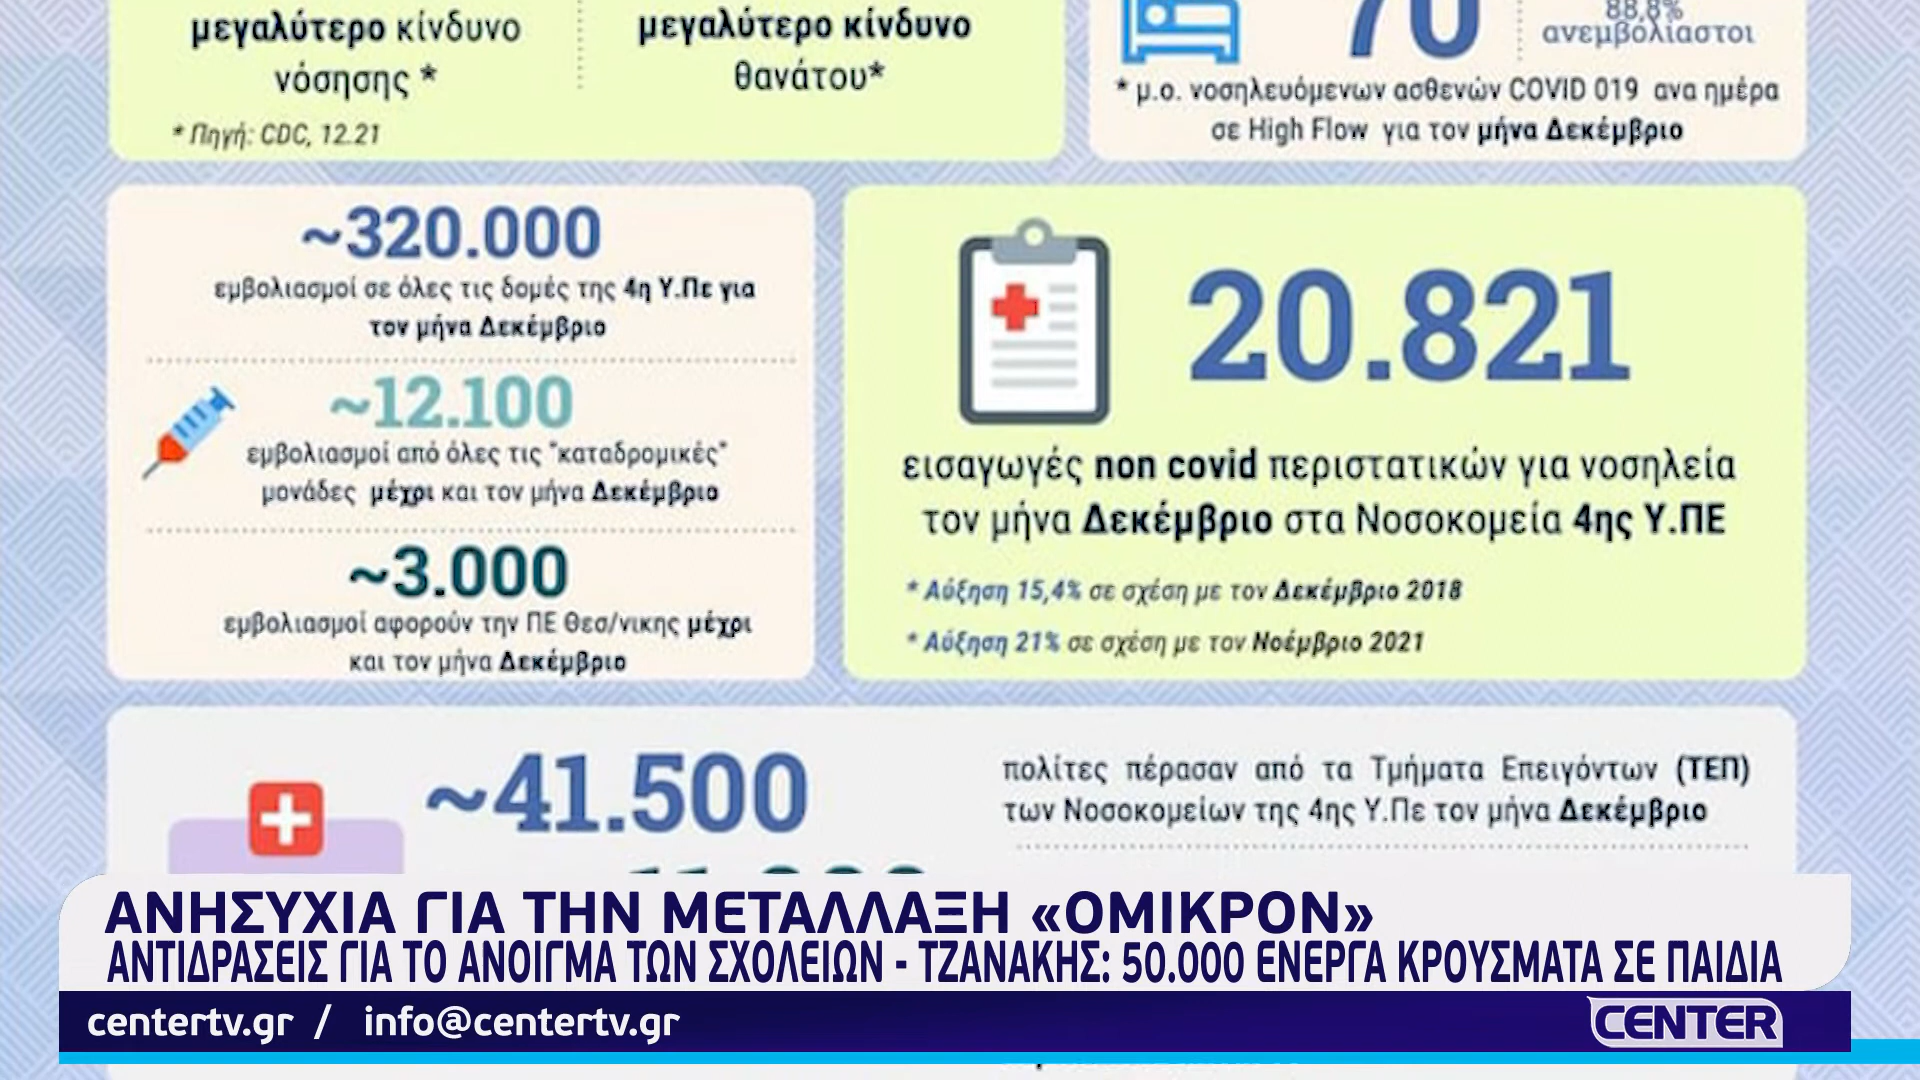 μεγαλύτερο κίνδυνο
νόσησης *
* Πηγή: CDC, 12.21
μεγαλύτερο κίνδυνο
θανάτου*
70
88,8%
ανεμβολίαστοι
* μ.ο. νοσηλευόμενων ασθενών COVID 019 ανα ημέρα
σε High Flow για τον μήνα Δεκέμβριο
~320.000
εμβολιασμοί σε όλες τις δομές της 4η Υ.Πε για
τον μήνα Δεκέμβριο
~12.100
εμβολιασμοί από όλες τις "καταδρομικές"
μονάδες μέχρι και τον μήνα Δεκέμβριο
~3.000
εμβολιασμοί αφορούν την ΠΕ Θεσ/νικης μέχρι
και τον μήνα Δεκέμβριο
20.821
εισαγωγές non covid περιστατικών για νοσηλεία
τον μήνα Δεκέμβριο στα Νοσοκομεία 4ης Υ.ΠΕ
* Αύξηση 15,4% σε σχέση με τον Δεκέμβριο 2018
* Αύξηση 21% σε σχέση με τον Νοέμβριο 2021
~41.500
πολίτες πέρασαν από τα Τμήματα Επειγόντων (ΤΕΠ)
των Νοσοκομείων της 4ης Υ.Πε τον μήνα Δεκέμβριο
ΑΝΗΣΥΧΙΑ ΓΙΑ ΤΗΝ ΜΕΤΑΛΛΑΞΗ «ΟΜΙΚΡΟΝ»
ΑΝΤΙΔΡΑΣΕΙΣ ΓΙΑ ΤΟ ΑΝΟΙΓΜΑ ΤΩΝ ΣΧΟΛΕΙΩΝ - ΤΖΑΝΑΚΗΣ: 50.000 ΕΝΕΡΓΑ ΚΡΟΥΣΜΑΤΑ ΣΕ ΠΑΙΔΙΑ
centertv.gr / info@centertv.gr
CENTER